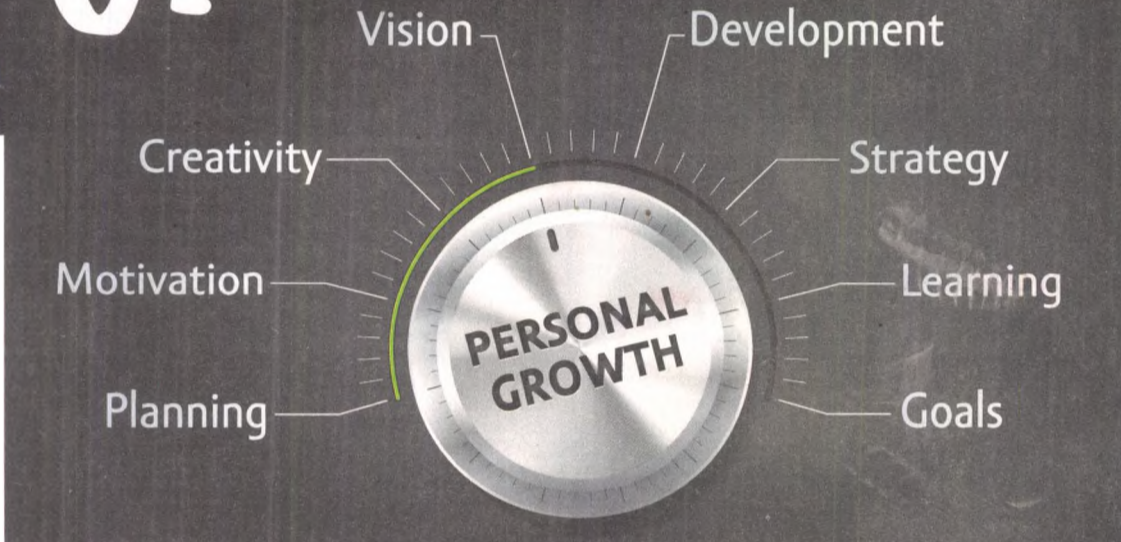 Vision
Development
Creativity
Strategy
Motivation
Learning
PERSONAL
GROWTH
Planning
Goals